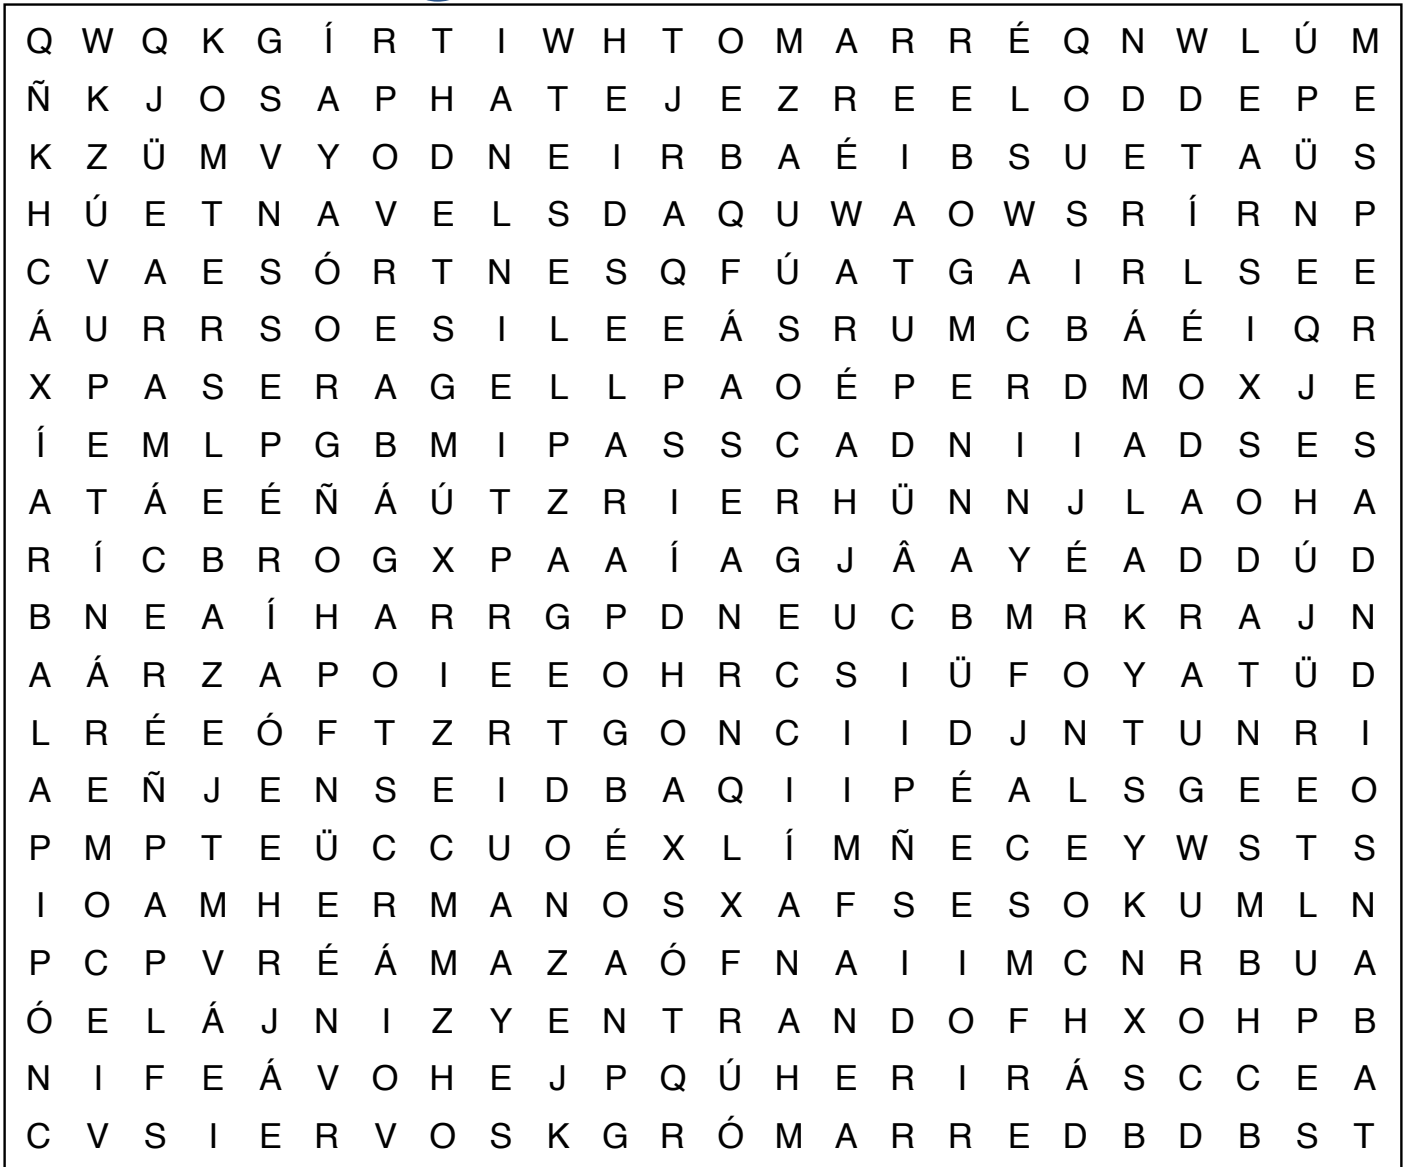 Q W Q K G Í R T I W H T O M A R R É Q N W L Ú M
Ñ K J O S A P H A T E J E Z R E E L O D D E P E
K Z Ü M V Y O D N E I R B A É I B S U E T A Ü S
H Ú E T N A V E L S D A Q U W A O W S R Í R N P
C V A E S Ó R T N E S Q F Ú A T G A I R L S E E
Á U R R S O E S I L E E Á S R U M C B Á É I Q R
X P A S E R A G E L L P A O É P E R D M O X J E
Í E M L P G B M I P A S S C A D N I I A D S E S
A T Á E É Ñ Á Ú T Z R I E R H Ü N N J L A O H A
R Í C B R O G X P A A Í A G J Â A Y É A D D Ú D
B N E A Í H A R R G P D N E U C B M R K R A J N
A Á R Z A P O I E E O H R C S I Ü F O Y A T Ü D
L R É E Ó F T Z R T G O N C I I D J N T U N R I
A E Ñ J E N S E I D B A Q I I P É A L S G E E O
P M P T E Ü C C U O É X L Í M Ñ E C E Y W S T S
I O A M H E R M A N O S X A F S E S O K U M L N
P C P V R É Á M A Z A Ó F N A I I M C N R B U A
Ó E L Á J N I Z Y E N T R A N D O F H X O H P B
N I F E Á V O H E J P Q Ú H E R I R Á S C C E A
C V S I E R V O S K G R Ó M A R R E D B D B S T